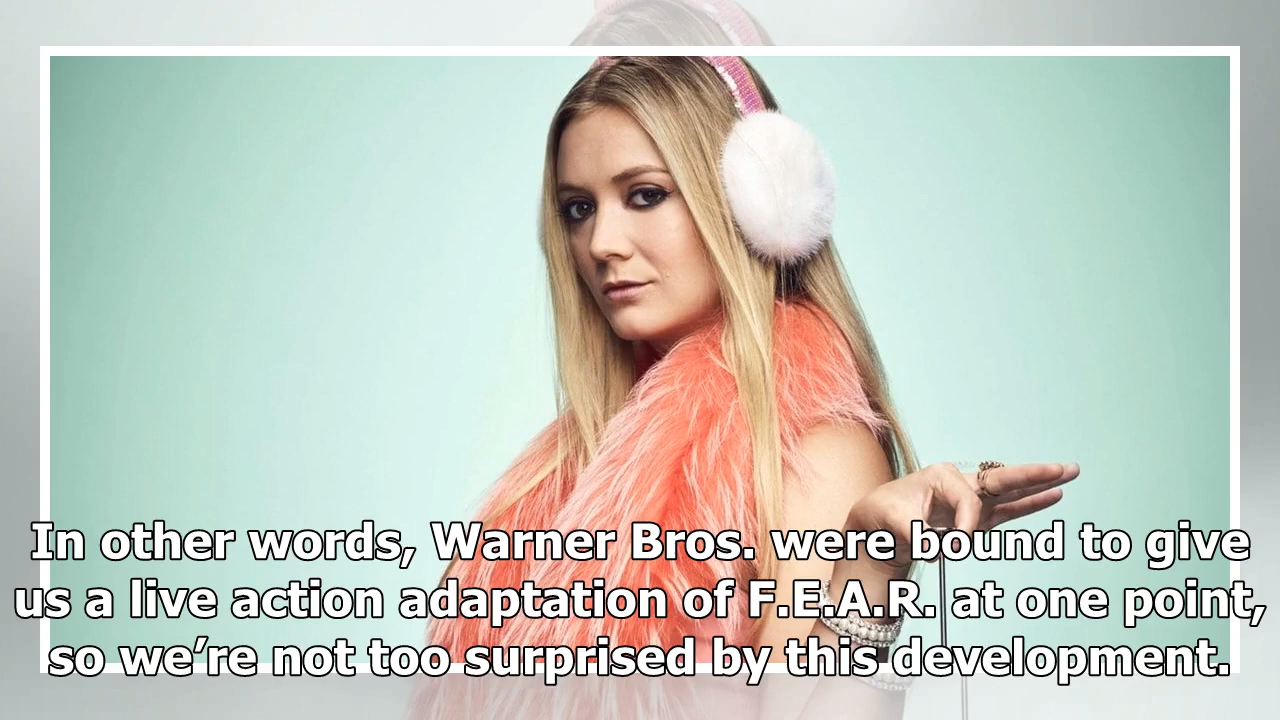 In other words, Warner Bros. were bound to give
us a live action adaptation of F.E.A.R. at one point,
so we’re not too surprised by this development.